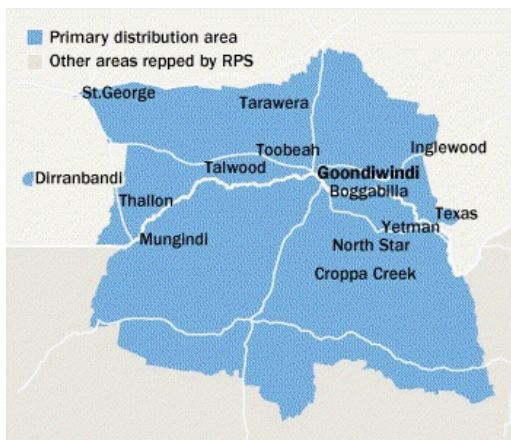 Primary distribution area
Other areas repped by RPS
St.George
Tarawera
Toobeah
Inglewood
Talwood
Goondiwindi
Dirranbandi
Boggabilla
Thallon
Texas
Yetman
Mungindi
North Star
Croppa Creek